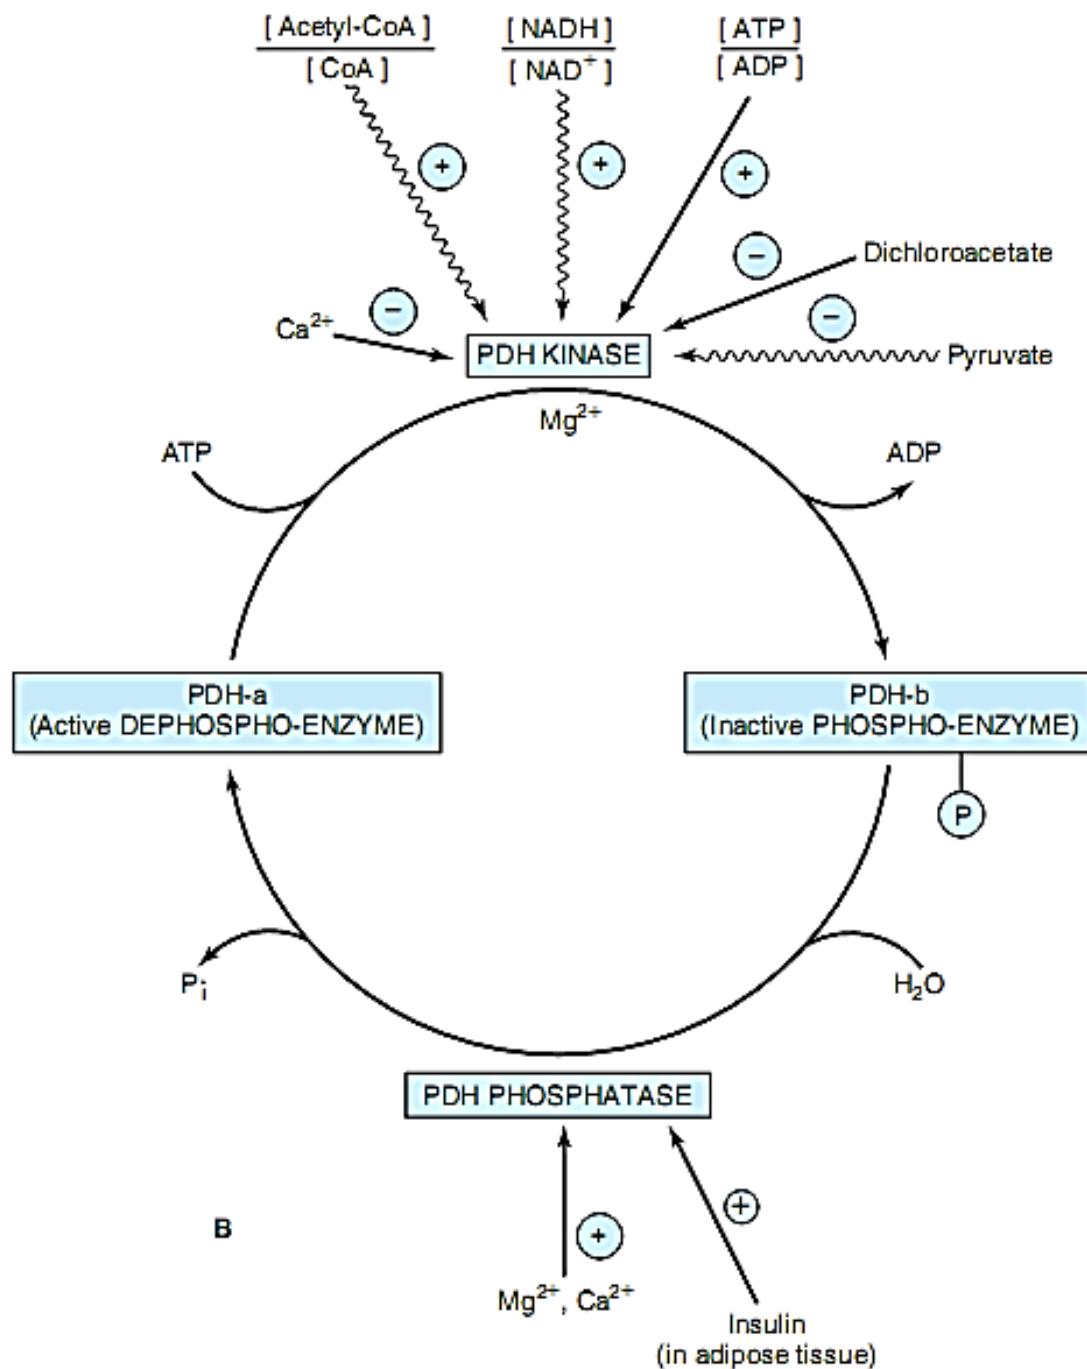 [ Acetyl-CoA ]
[ CoA ]
[ NADH ]
[ NAD⁺ ]
[ ATP ]
[ ADP ]
+
+
+
−
Dichloroacetate
−
Ca²⁺
−
PDH KINASE
Pyruvate
Mg²⁺
ATP
ADP
PDH-a
(Active DEPHOSPHO-ENZYME)
PDH-b
(Inactive PHOSPHO-ENZYME)
P
Pi
H₂O
PDH PHOSPHATASE
B
+
+
Mg²⁺, Ca²⁺
Insulin
(in adipose tissue)